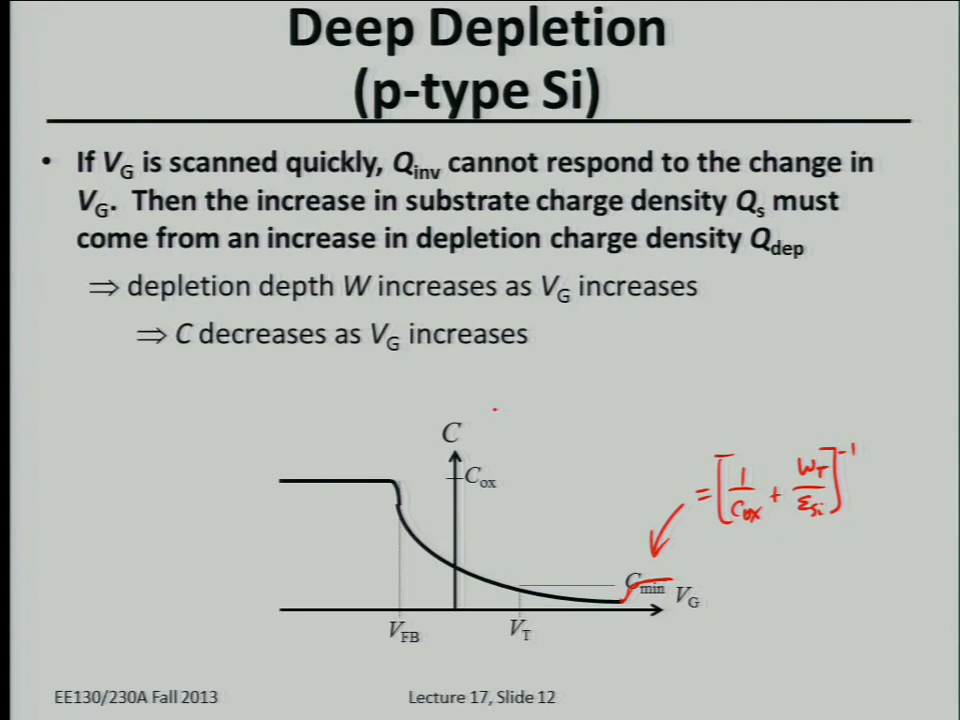 Deep Depletion
(p-type Si)
• If VG is scanned quickly, Qinv cannot respond to the change in
VG. Then the increase in substrate charge density Qs must
come from an increase in depletion charge density Qdep
⇒ depletion depth W increases as VG increases
⇒ C decreases as VG increases
C
Cox
= [1/Cox + WT/εSi]⁻¹
Cmin
VG
VFB
VT
EE130/230A Fall 2013
Lecture 17, Slide 12